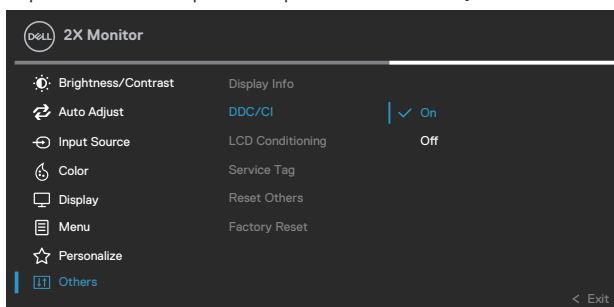 DELL 2X Monitor
Brightness/Contrast Display Info
Auto Adjust DDC/CI On
Input Source LCD Conditioning Off
Color Service Tag
Display Reset Others
Menu Factory Reset
Personalize
Others
< Exit